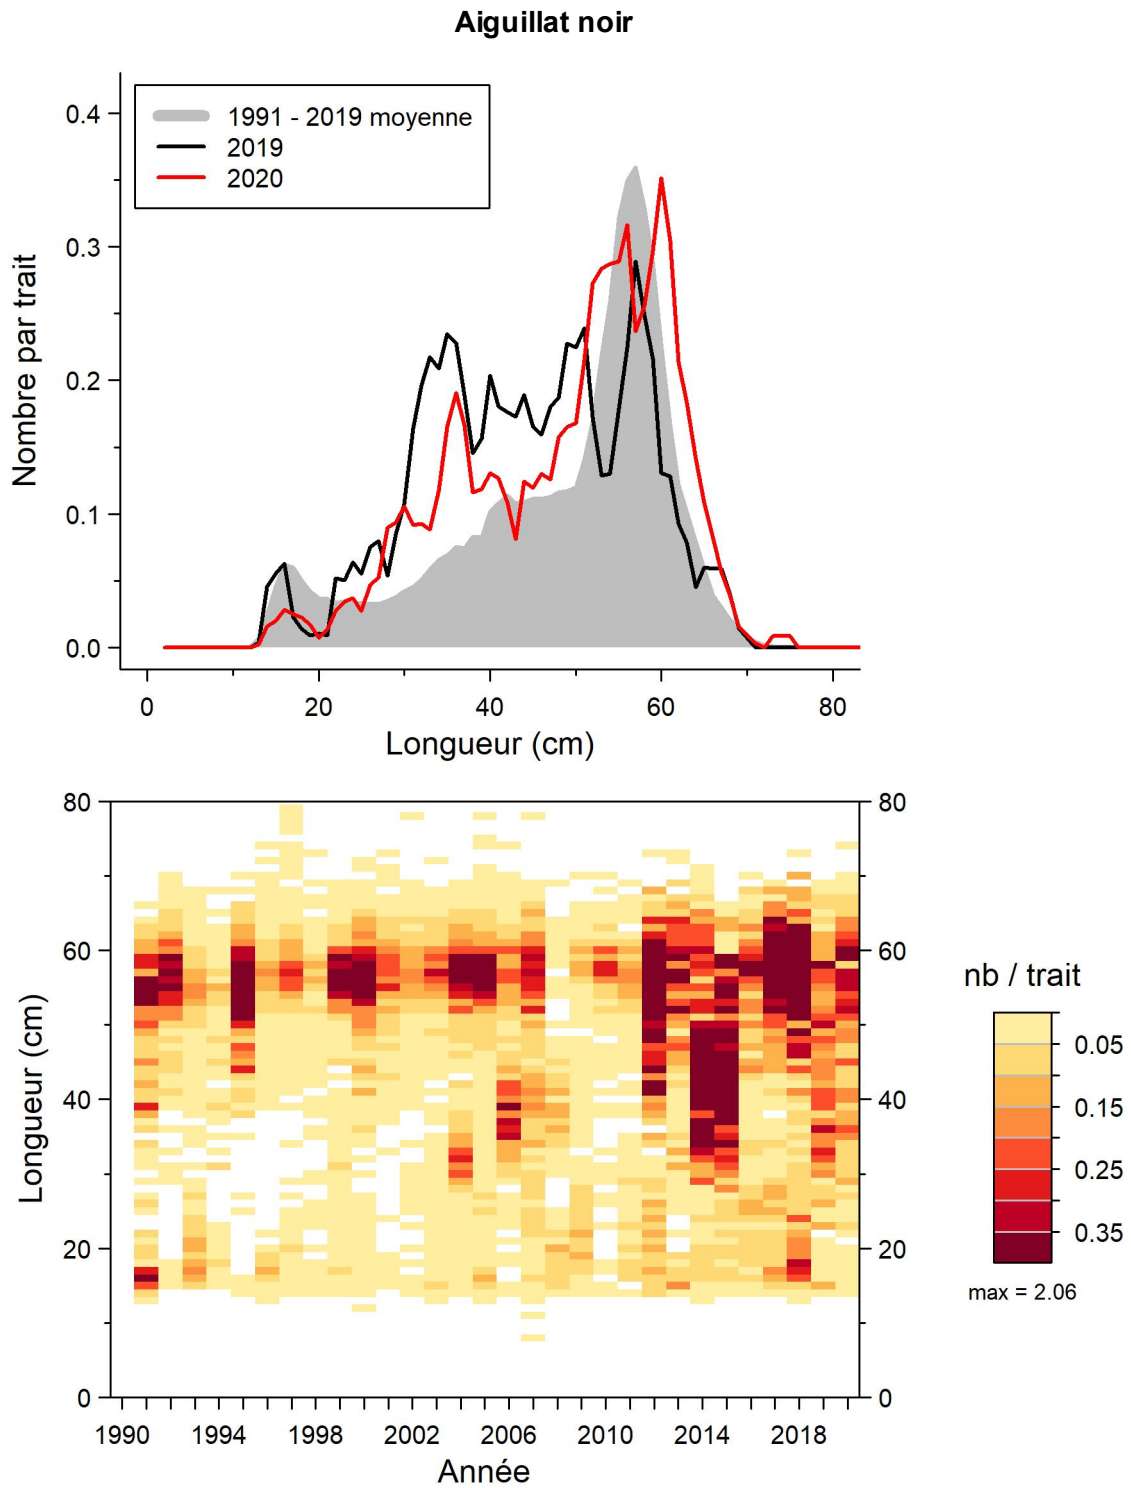 Aiguillat noir
1991 - 2019 moyenne
2019
2020
Nombre par trait
0.4
0.3
0.2
0.1
0.0
0 20 40 60 80
Longueur (cm)
Longueur (cm)
80 80
60 60
40 40
20 20
0 0
1990 1994 1998 2002 2006 2010 2014 2018
Année
nb / trait
0.05
0.15
0.25
0.35
max = 2.06